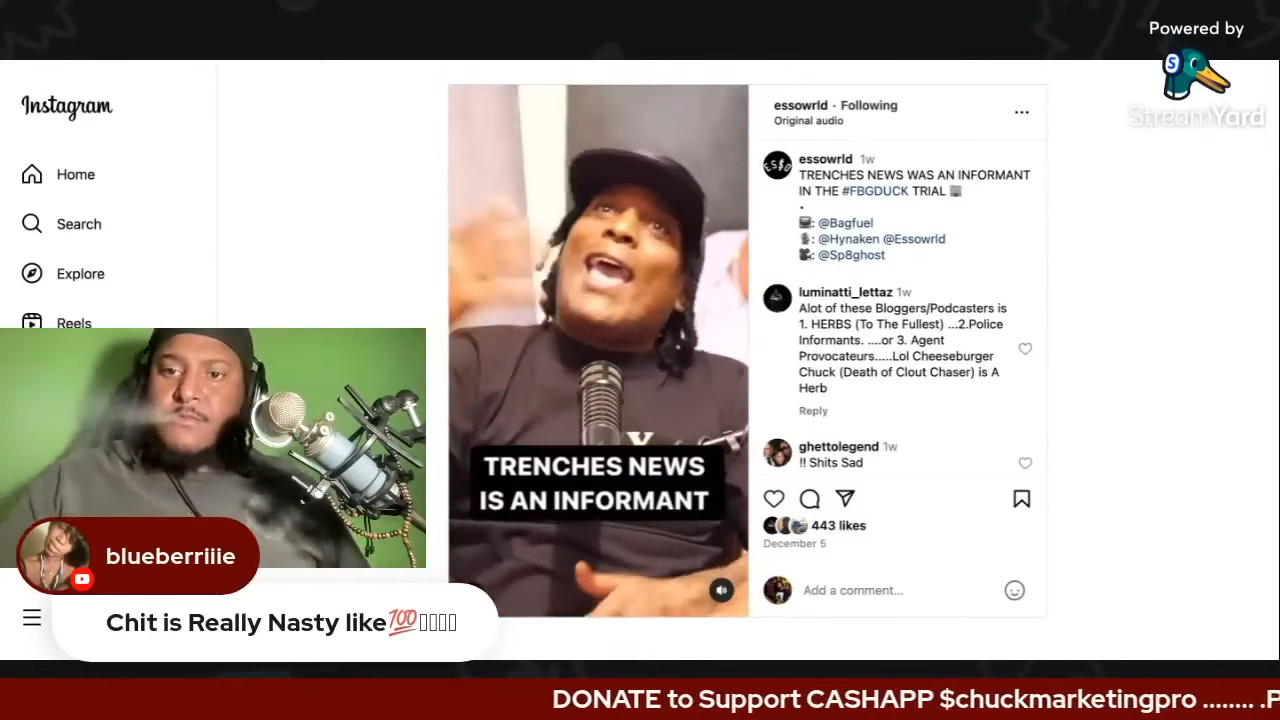 Powered by
StreamYard
Instagram
Home
Search
Explore
Reels
essowrld · Following
Original audio
essowrld 1w
TRENCHES NEWS WAS AN INFORMANT
IN THE #FBGDUCK TRIAL
.
: @Bagfuel
: @Hynaken @Essowrld
: @Sp8ghost
luminatti_lettaz 1w
Alot of these Bloggers/Podcasters is
1. HERBS (To The Fullest) ...2.Police
Informants. ....or 3. Agent
Provocateurs.....Lol Cheeseburger
Chuck (Death of Clout Chaser) is A
Herb
Reply
ghettolegend 1w
!! Shits Sad
443 likes
December 5
Add a comment...
TRENCHES NEWS
IS AN INFORMANT
blueberriiie
Chit is Really Nasty like💯
DONATE to Support CASHAPP $chuckmarketingpro ........ .P